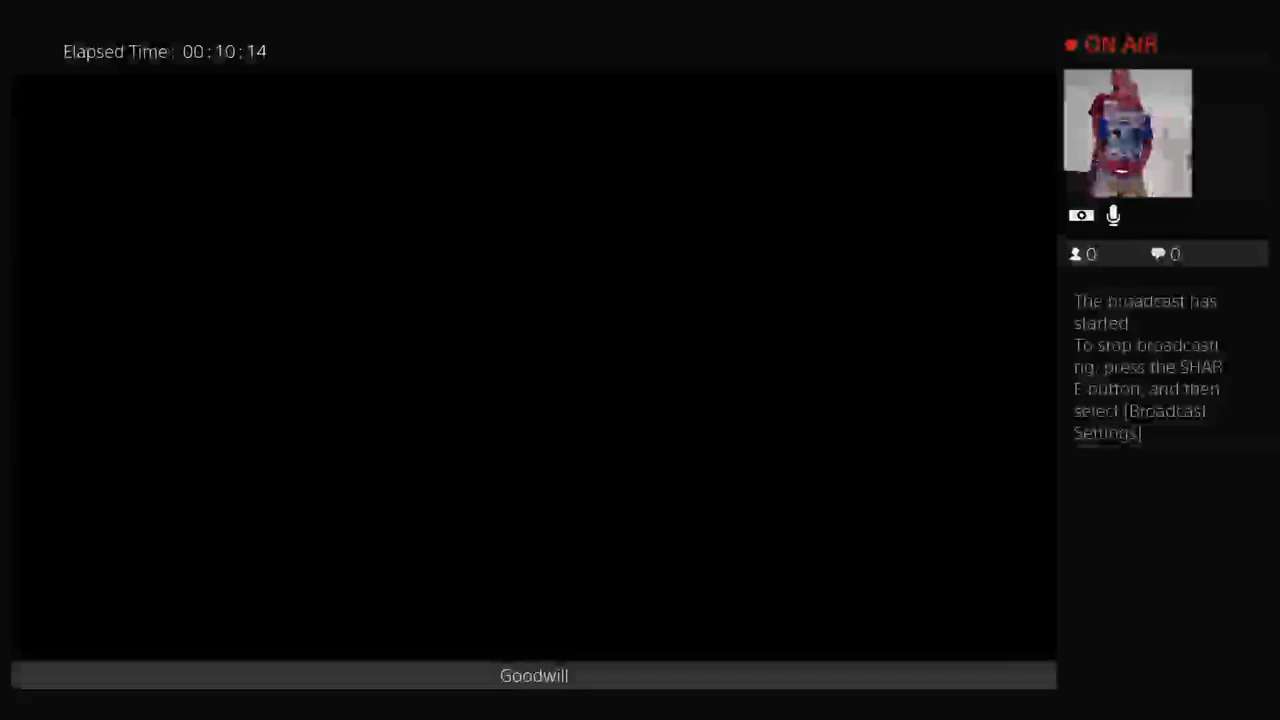 Elapsed Time : 00:10:14
ON AIR
0 0
The broadcast has
started
To stop broadcasti
ng, press the SHAR
E button, and then
select [Broadcast
Settings]
Goodwill